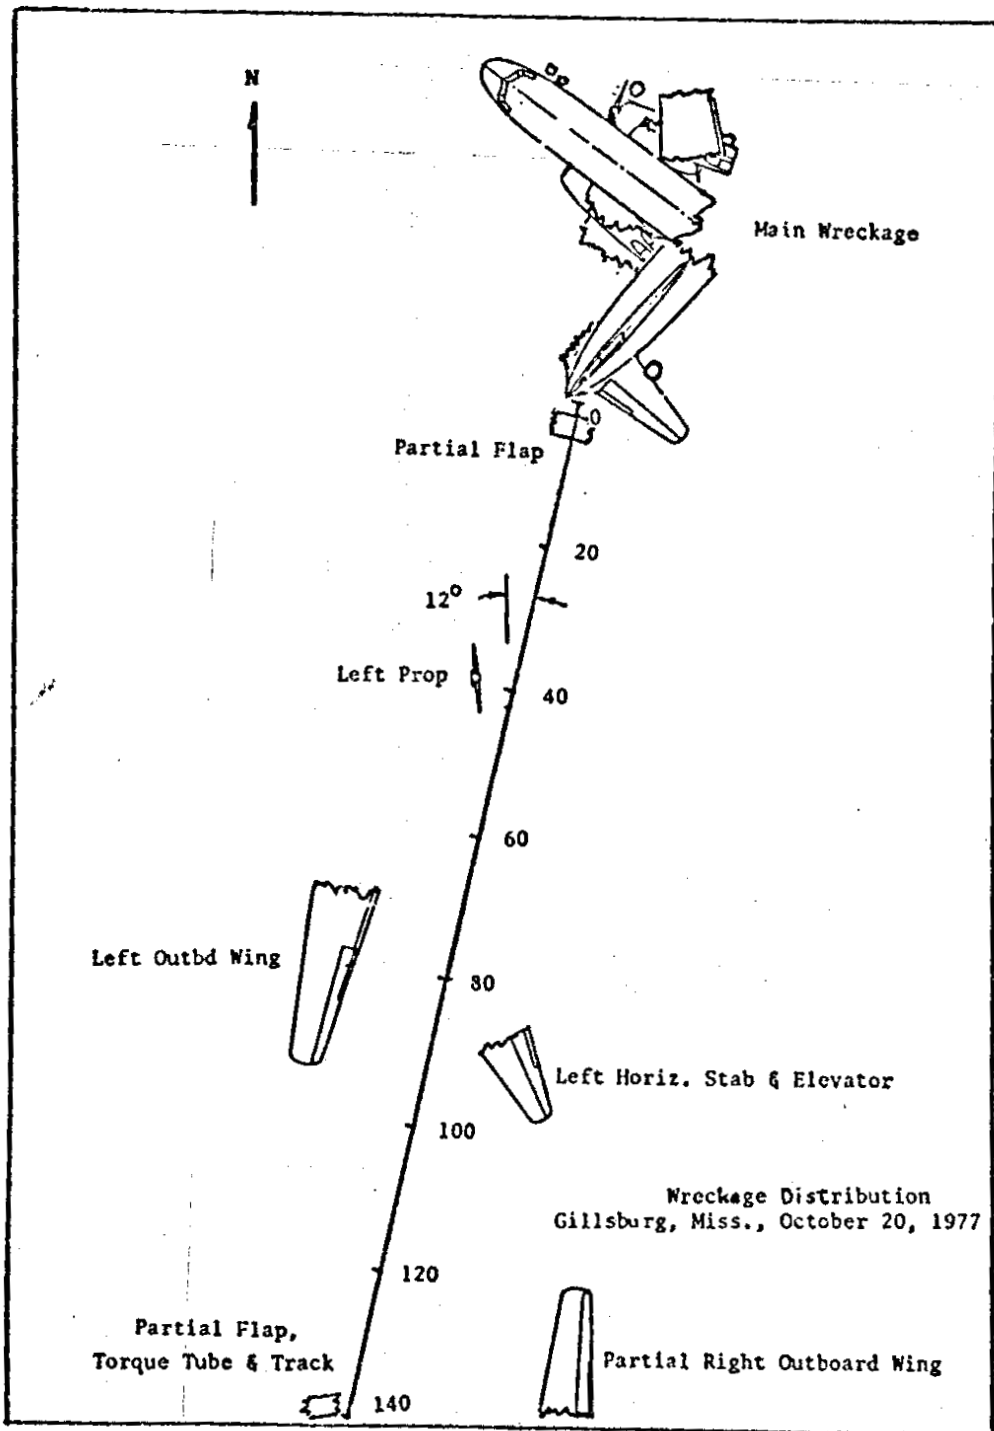 N
Main Wreckage
0
Partial Flap
20
12°
Left Prop
40
60
Left Outbd Wing
80
Left Horiz. Stab & Elevator
100
Wreckage Distribution
Gillsburg, Miss., October 20, 1977
120
Partial Flap,
Torque Tube & Track
Partial Right Outboard Wing
140